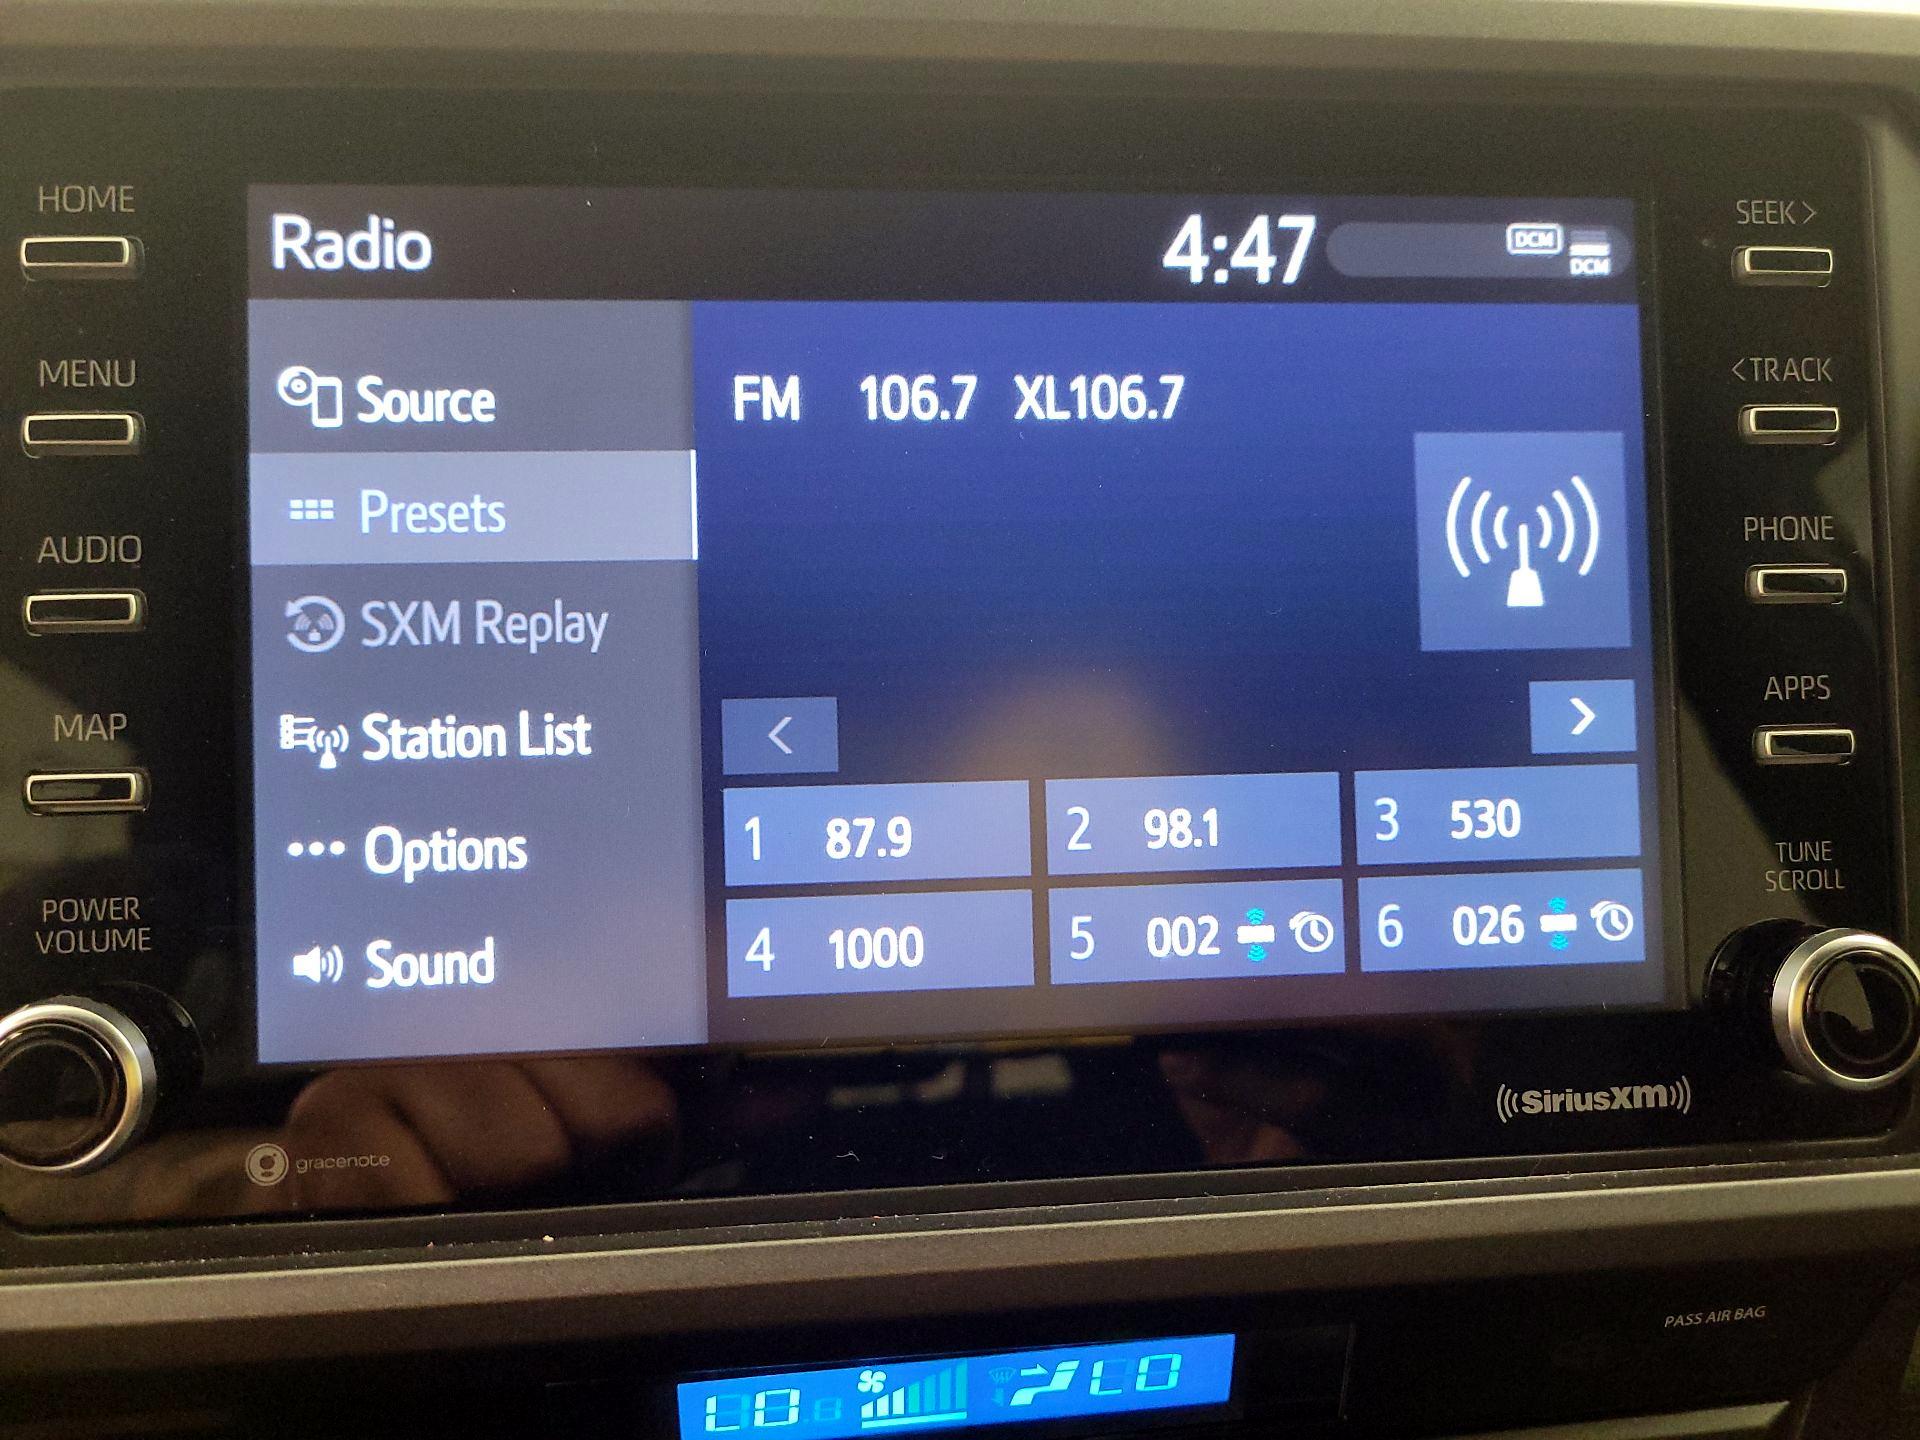 HOME
MENU
AUDIO
MAP
POWER
VOLUME
Radio
4:47
DCM
DCM
Source
Presets
SXM Replay
Station List
Options
Sound
FM 106.7 XL106.7
<
>
1 87.9
2 98.1
3 530
4 1000
5 002
6 026
SEEK >
< TRACK
PHONE
APPS
TUNE
SCROLL
gracenote
SiriusXM
PASS AIR BAG
LO
LO